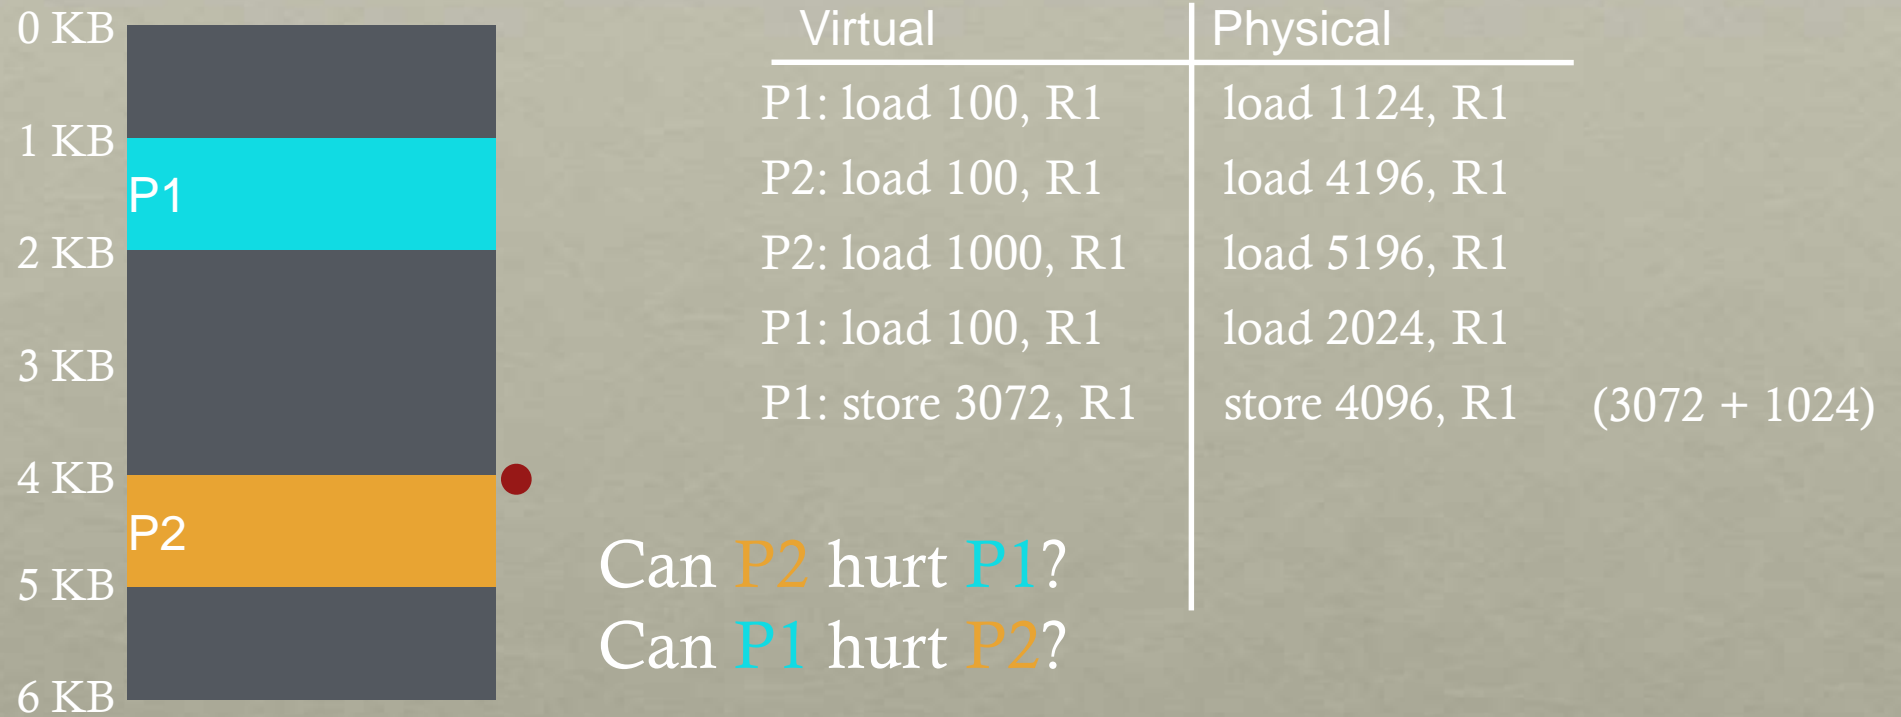 0 KB
1 KB
P1
2 KB
3 KB
4 KB
P2
5 KB
6 KB
Virtual Physical
P1: load 100, R1 load 1124, R1
P2: load 100, R1 load 4196, R1
P2: load 1000, R1 load 5196, R1
P1: load 100, R1 load 2024, R1
P1: store 3072, R1 store 4096, R1 (3072 + 1024)
Can P2 hurt P1?
Can P1 hurt P2?